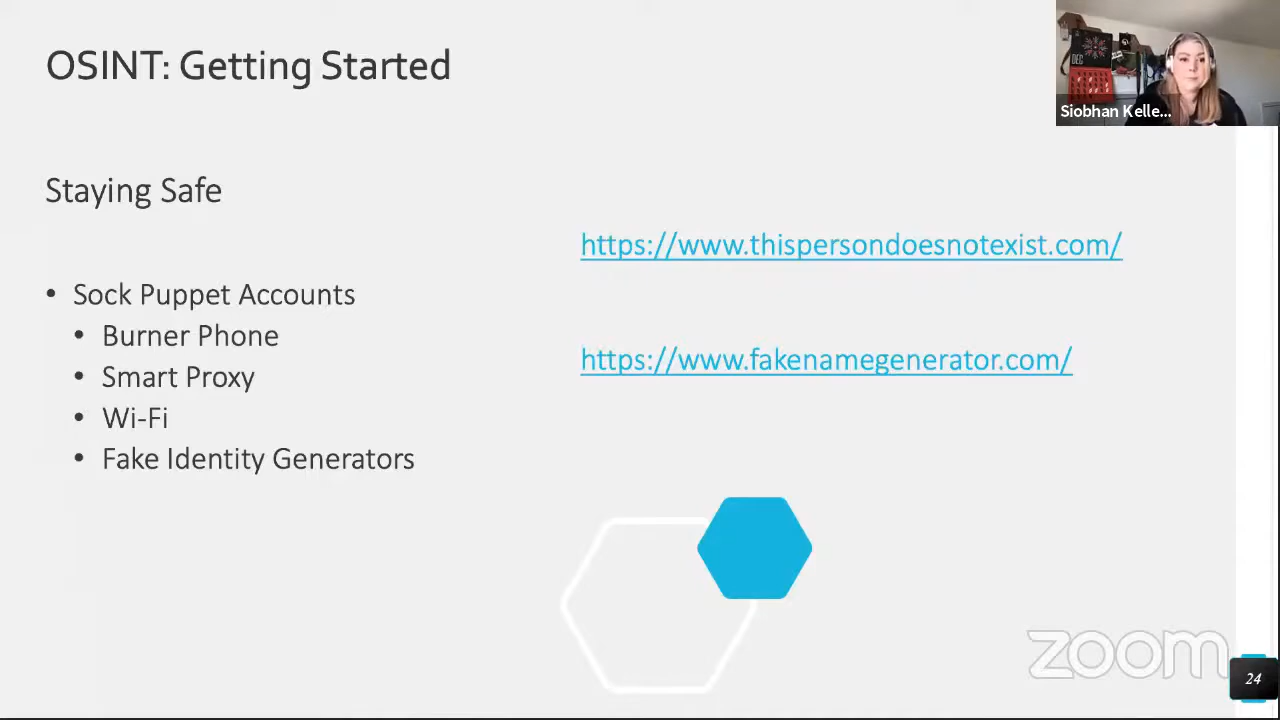 OSINT: Getting Started
Siobhan Kelle...
DEC
Staying Safe
https://www.thispersondoesnotexist.com/
• Sock Puppet Accounts
• Burner Phone
https://www.fakenamegenerator.com/
• Smart Proxy
• Wi-Fi
• Fake Identity Generators
zoom
24